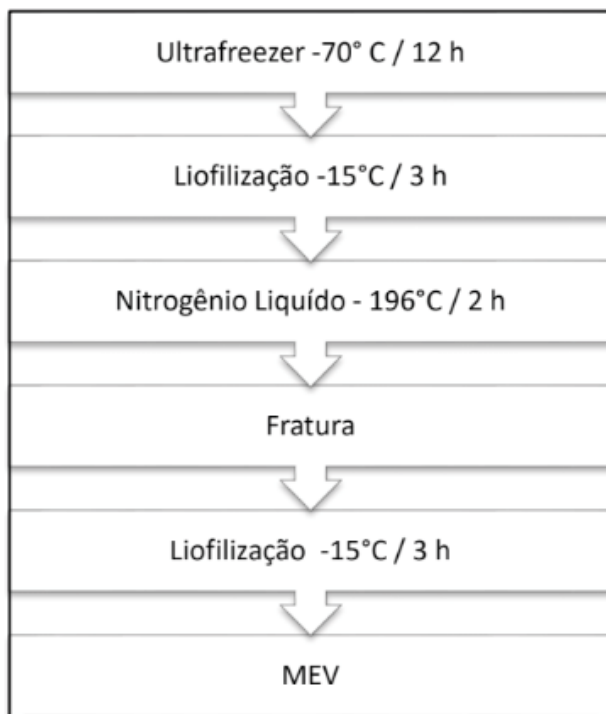 Ultrafreezer -70° C / 12 h
Liofilização -15°C / 3 h
Nitrogênio Liquído - 196°C / 2 h
Fratura
Liofilização  -15°C / 3 h
MEV